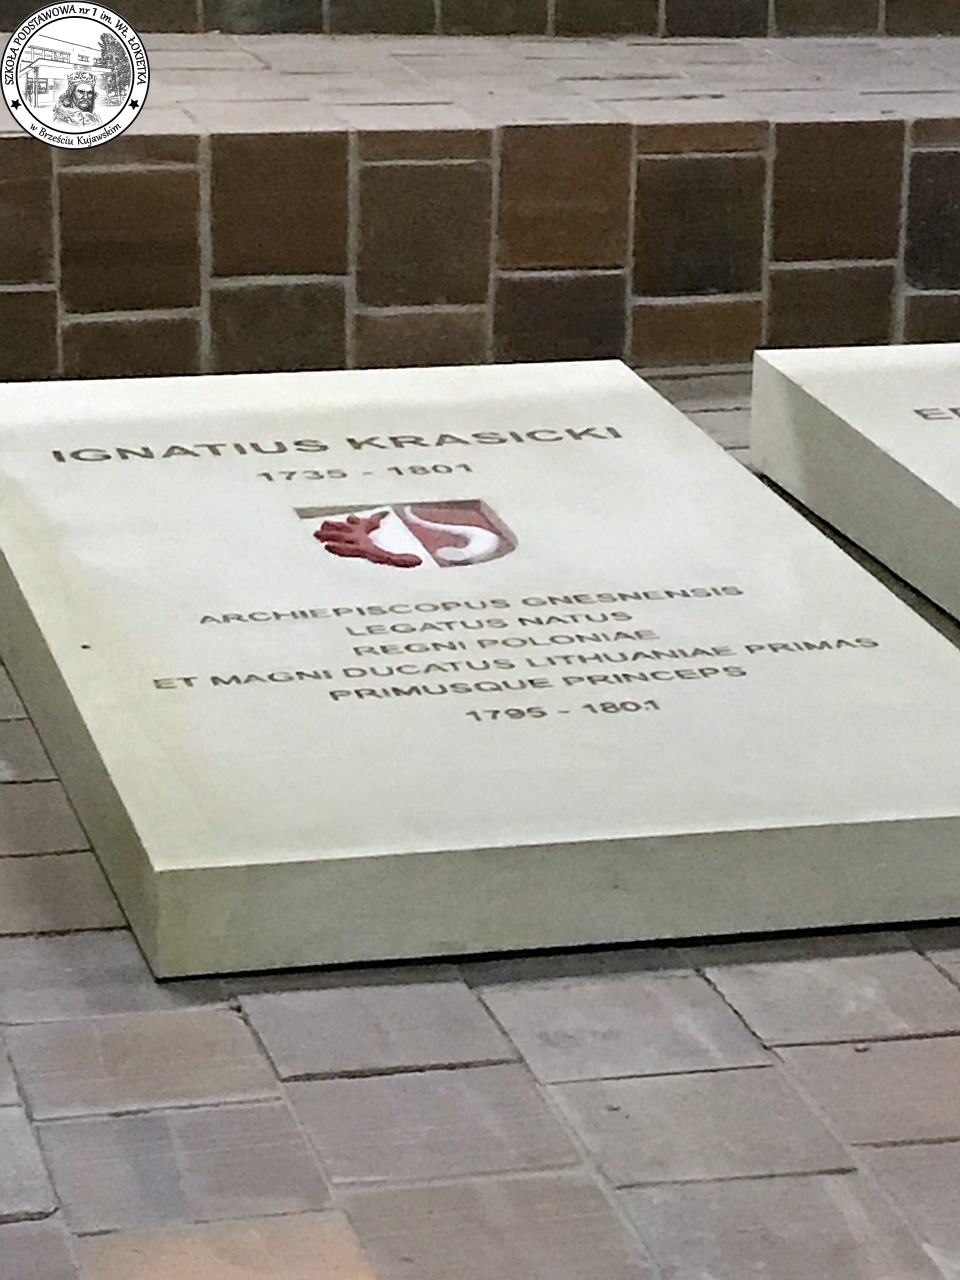 SZKOŁA PODSTAWOWA nr 1 im. WŁ. ŁOKIETKA
w Brześciu Kujawskim
IGNATIUS KRASICKI
1735 - 1801
ARCHIEPISCOPUS GNESNENSIS
LEGATUS NATUS
REGNI POLONIAE
ET MAGNI DUCATUS LITHUANIAE PRIMAS
PRIMUSQUE PRINCEPS
1795 - 1801